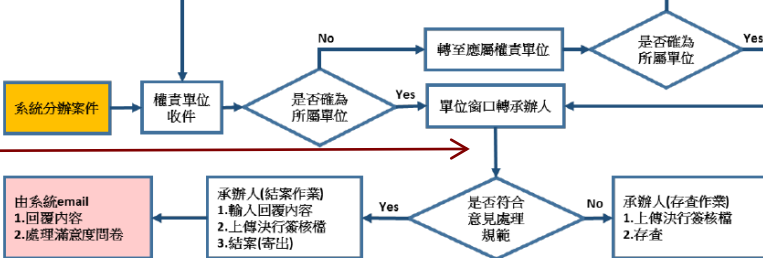 No
轉至應屬權責單位
是否確為
所屬單位
Yes
系統分辦案件
權責單位
收件
是否確為
所屬單位
Yes
單位窗口轉承辦人
由系統email
1.回覆內容
2.處理滿意度問卷
承辦人(結案作業)
1.輸入回覆內容
2.上傳決行簽核檔
3.結案(寄出)
Yes
是否符合
意見處理
規範
No
承辦人(存查作業)
1.上傳決行簽核檔
2.存查